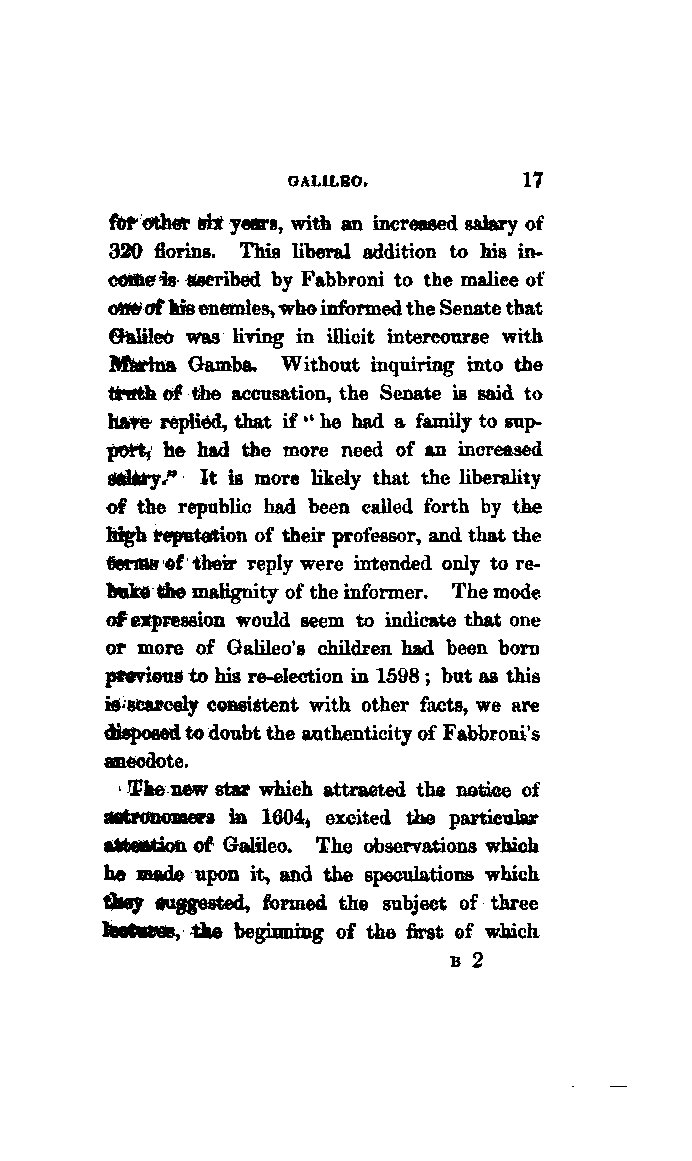 GALILEO. 17
for other six years, with an increased salary of
320 florins. This liberal addition to his in-
come is ascribed by Fabbroni to the malice of
one of his enemies, who informed the Senate that
Galileo was living in illicit intercourse with
Marina Gamba. Without inquiring into the
truth of the accusation, the Senate is said to
have replied, that if "he had a family to sup-
port, he had the more need of an increased
salary." It is more likely that the liberality
of the republic had been called forth by the
high reputation of their professor, and that the
terms of their reply were intended only to re-
buke the malignity of the informer. The mode
of expression would seem to indicate that one
or more of Galileo's children had been born
previous to his re-election in 1598; but as this
is scarcely consistent with other facts, we are
disposed to doubt the authenticity of Fabbroni's
anecdote.
The new star which attracted the notice of
astronomers in 1604, excited the particular
attention of Galileo. The observations which
he made upon it, and the speculations which
they suggested, formed the subject of three
lectures, the beginning of the first of which
B 2